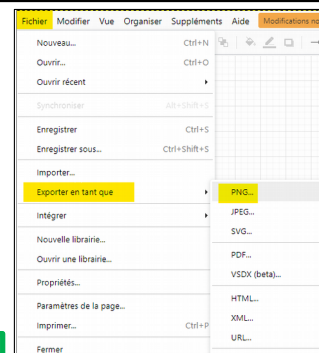 Fichier Modifier Vue Organiser Suppléments Aide Modifications no
Nouveau... Ctrl+N
Ouvrir... Ctrl+O
Ouvrir récent
Synchroniser Alt+Shift+S
Enregistrer Ctrl+S
Enregistrer sous... Ctrl+Shift+S
Importer...
Exporter en tant que PNG...
JPEG...
Intégrer
SVG...
Nouvelle librairie...
PDF...
Ouvrir une librairie...
VSDX (beta)...
Propriétés...
HTML...
Paramètres de la page...
XML...
Imprimer... Ctrl+P
URL...
Fermer